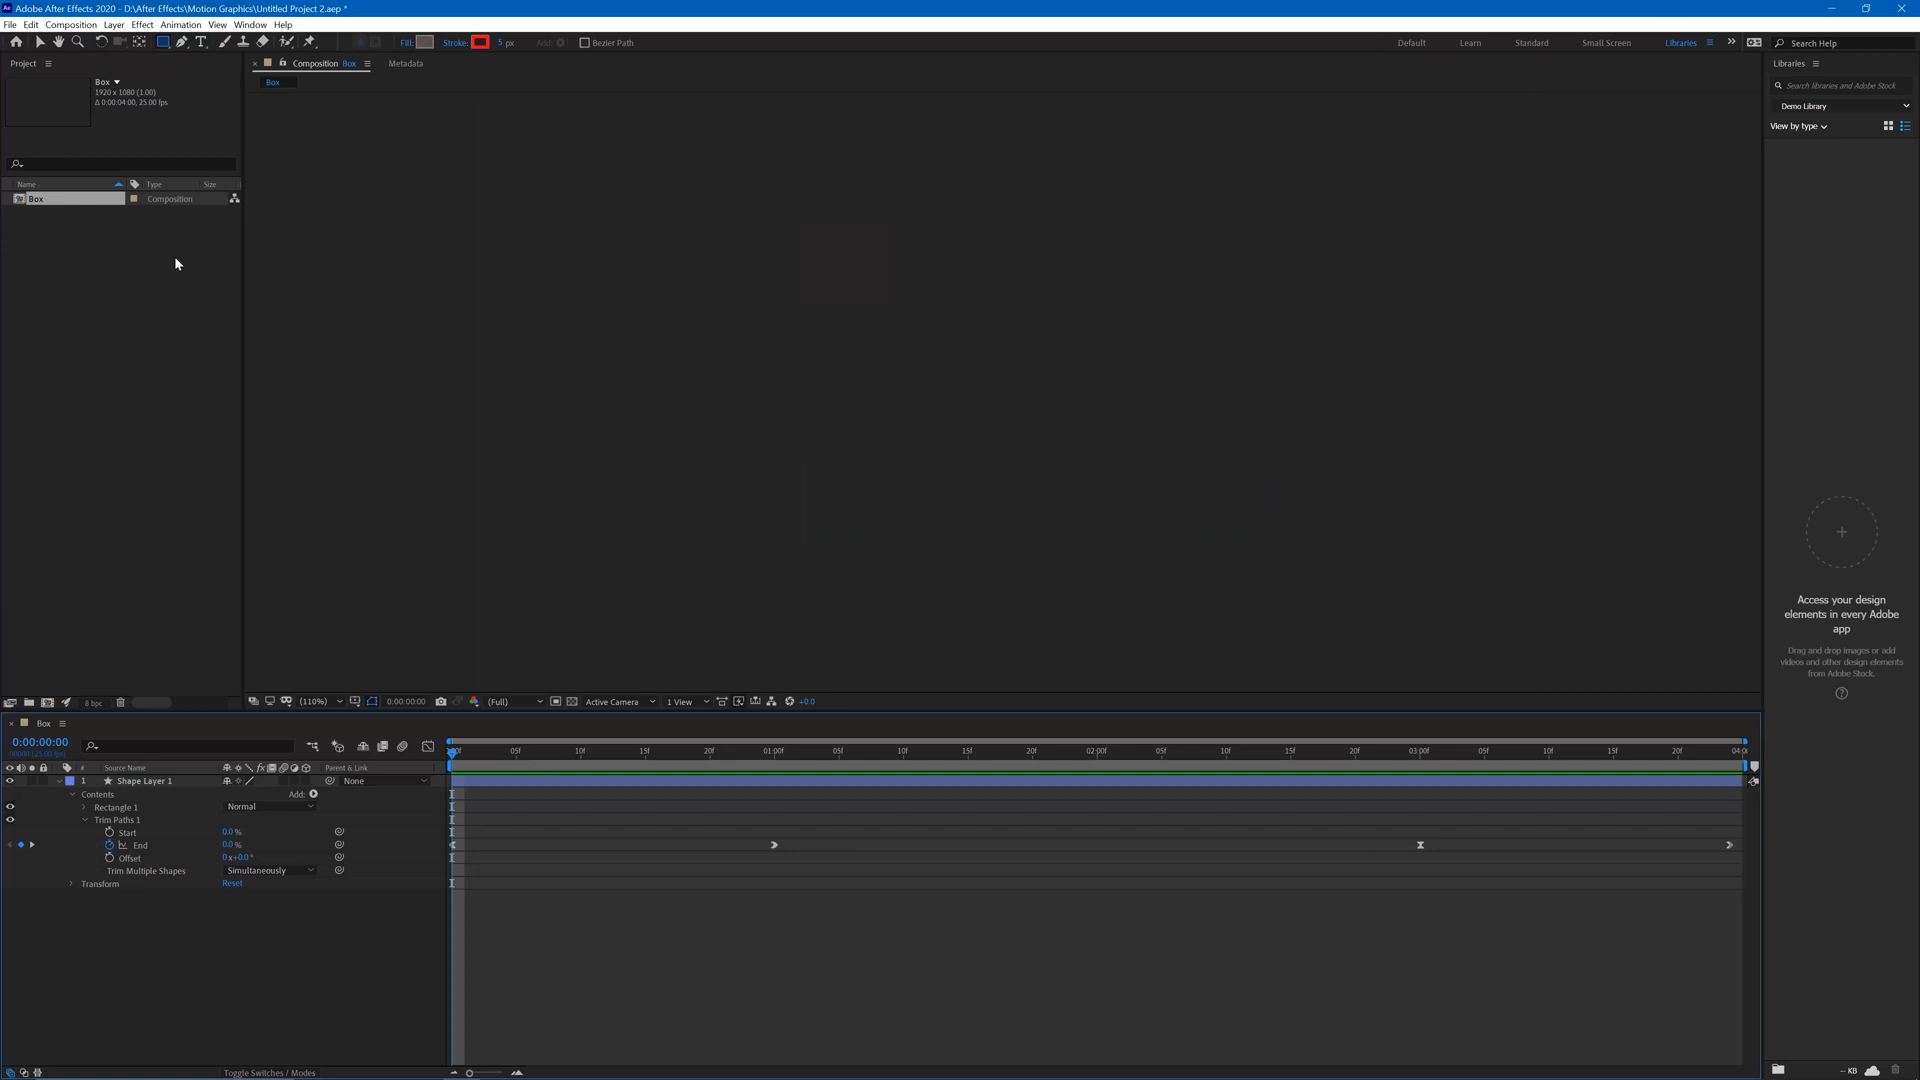 Adobe After Effects 2020 - D:\After Effects\Motion Graphics\Untitled Project 2.aep *
File Edit Composition Layer Effect Animation View Window Help
Fill: Stroke: 5 px Add: Bezier Path Default Learn Standard Small Screen Libraries Search Help
Project
Box
1920 x 1080 (1.00)
Δ 0:00:04:00, 25.00 fps
Name Type Size
Box Composition
8 bpc
Composition Box Metadata
Box
(110%) 0:00:00:00 (Full) Active Camera 1 View +0.0
Libraries
Search libraries and Adobe Stock
Demo Library
View by type
Access your design
elements in every Adobe
app
Drag and drop images or add
videos and other design elements
from Adobe Stock.
-- KB
Box
0:00:00:00
05f 10f 15f 20f 01:00f 05f 10f 15f 20f 02:00f 05f 10f 15f 20f 03:00f 05f 10f 15f 20f
# Source Name Parent & Link
1 Shape Layer 1 None
Contents Add:
Rectangle 1 Normal
Trim Paths 1
Start 0.0 %
End 0.0 %
Offset 0 x+0.0 °
Trim Multiple Shapes Simultaneously
Transform Reset
Toggle Switches / Modes